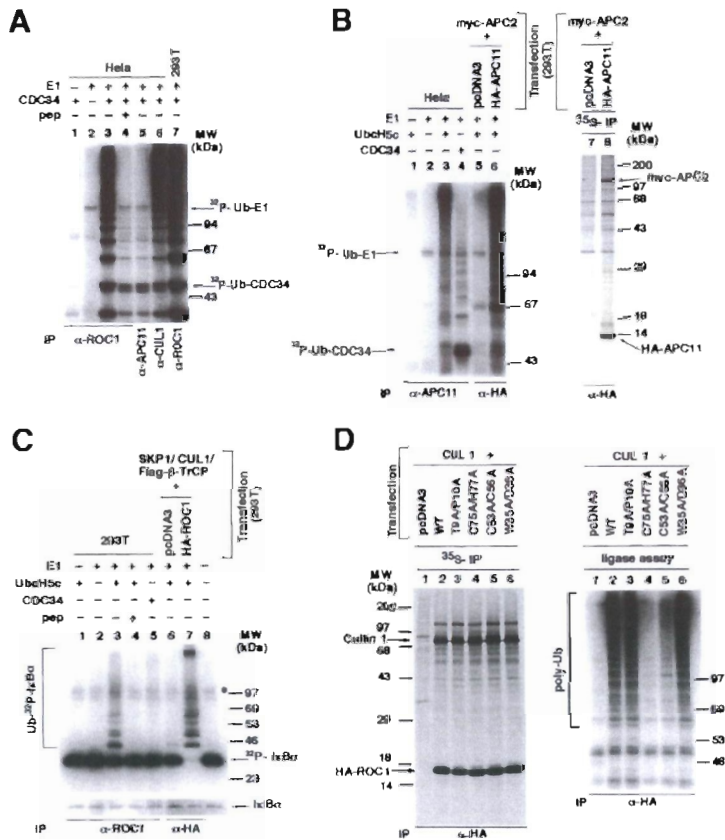 A
Hela
293T
E1 - + + + + + +
CDC34
pep
1 2 3 4 5 6 7
MW
(kDa)
³²P-Ub-E1
94
67
³²P-Ub-CDC34
43
IP
α-ROC1
α-APC11
α-CUL1
α-ROC1
B
myc-APC2
+
pcDNA3
HA-APC11
Transfection
(293T)
myc-APC2
+
pcDNA3
HA-APC11
Hela
E1
UbcH5c
CDC34
1 2 3 4 5 6
MW
(kDa)
³²P-Ub-E1
94
67
³²P-Ub-CDC34
43
IP
α-APC11
α-HA
³⁵S-IP
7 8
MW
(kDa)
200
myc-APC2
97
68
43
29
18
14
HA-APC11
α-HA
C
SKP1/ CUL1/
Flag-β-TrCP
+
pcDNA3
HA-ROC1
Transfection
(293T)
293T
E1
UbcH5c
CDC34
pep
1 2 3 4 5 6 7 8
MW
(kDa)
Ub-³²P-IκBα
97
69
53
46
³²P-IκBα
29
IκBα
IP
α-ROC1
α-HA
D
Transfection
CUL 1 +
pcDNA3
WT
T9A/P10A
C75A/H77A
C53A/C56A
W35A/D36A
³⁵S-IP
MW
(kDa)
1 2 3 4 5 6
97
Cullin 1
68
43
29
18
HA-ROC1
14
IP
α-HA
CUL 1 +
pcDNA3
WT
T9A/P10A
C75A/H77A
C53A/C56A
W35A/D36A
ligase assay
1 2 3 4 5 6
poly-Ub
97
69
53
46
IP
α-HA